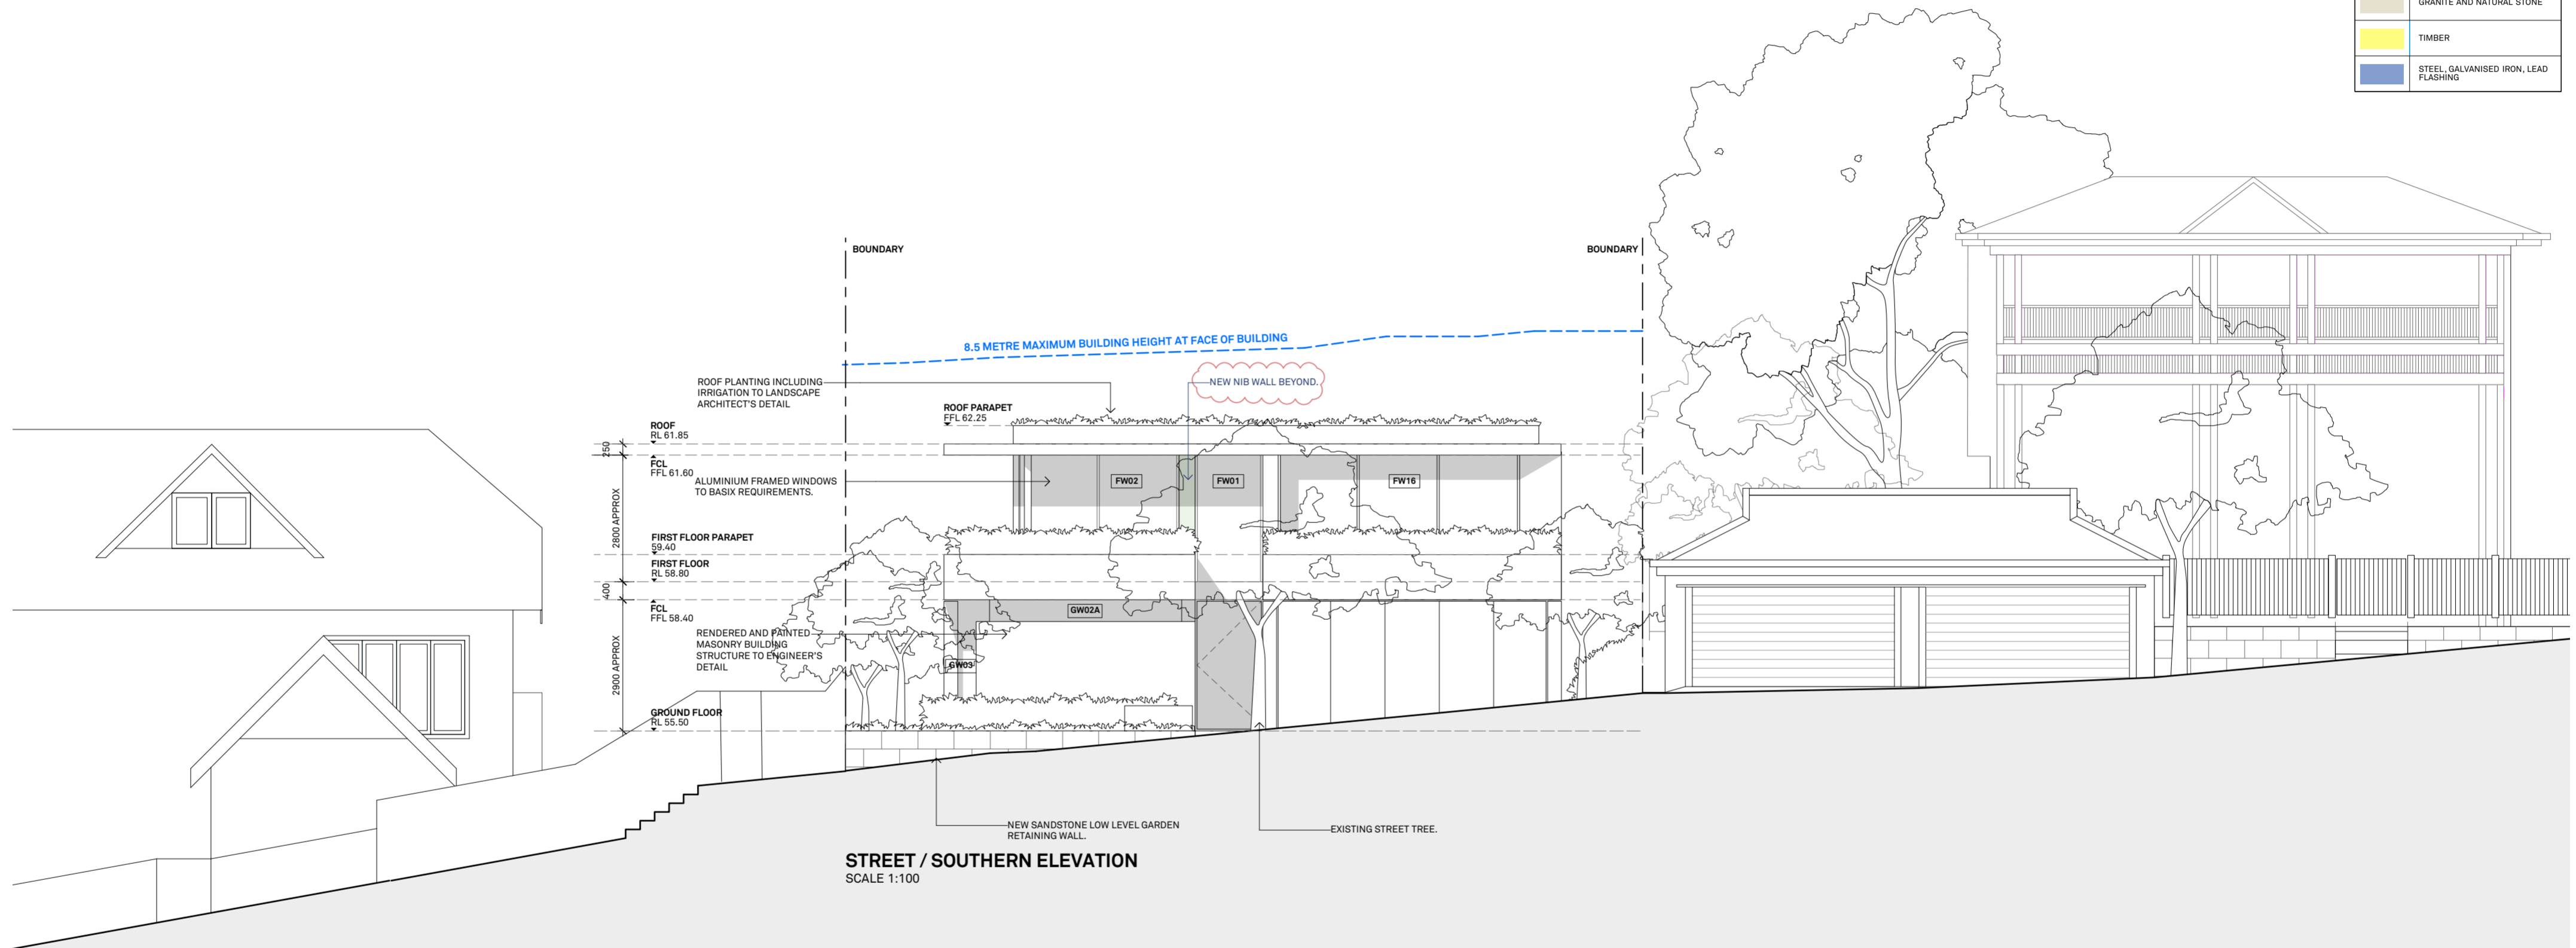 GRANITE AND NATURAL STONE
TIMBER
STEEL, GALVANISED IRON, LEAD
FLASHING
BOUNDARY
BOUNDARY
8.5 METRE MAXIMUM BUILDING HEIGHT AT FACE OF BUILDING
ROOF PLANTING INCLUDING
IRRIGATION TO LANDSCAPE
ARCHITECT'S DETAIL
NEW NIB WALL BEYOND.
ROOF PARAPET
FFL 62.25
ROOF
RL 61.85
250
FCL
FFL 61.60
ALUMINIUM FRAMED WINDOWS
TO BASIX REQUIREMENTS.
FW02
FW01
FW16
2800 APPROX
FIRST FLOOR PARAPET
59.40
FIRST FLOOR
RL 58.80
400
FCL
FFL 58.40
GW02A
RENDERED AND PAINTED
MASONRY BUILDING
STRUCTURE TO ENGINEER'S
DETAIL
GW03
2900 APPROX
GROUND FLOOR
RL 55.50
NEW SANDSTONE LOW LEVEL GARDEN
RETAINING WALL.
EXISTING STREET TREE.
STREET / SOUTHERN ELEVATION
SCALE 1:100